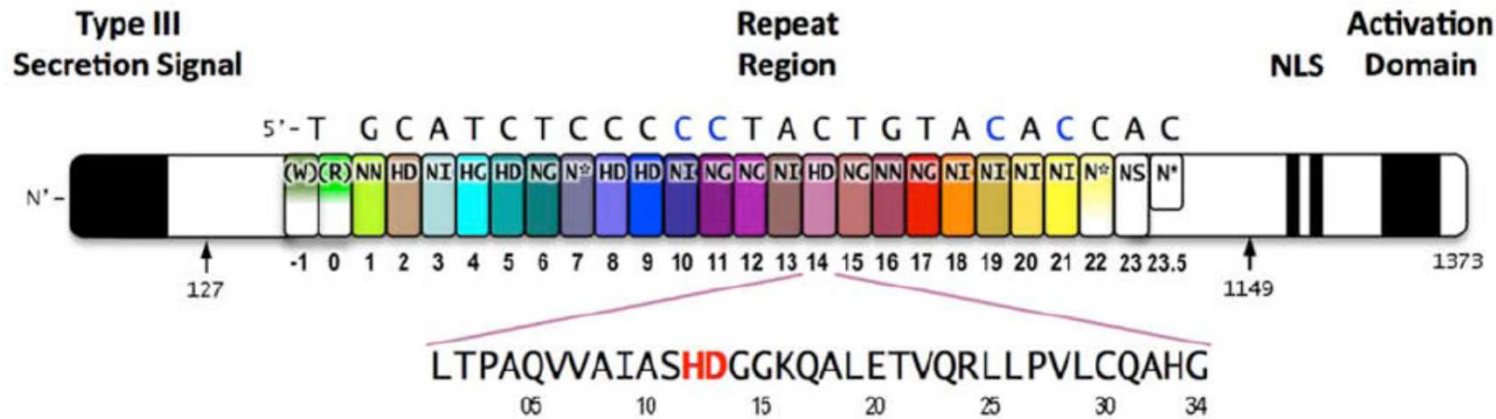 Type III Repeat Activation
Secretion Signal Region NLS Domain
5'- T G C A T C T C C C C C T A C T G T A C A C C A C
N'- (W) (R) NN HD NI HG HD NG N* HD HD NI NG NG NI HD NG NN NG NI NI NI NI N* NS N*
-1 0 1 2 3 4 5 6 7 8 9 10 11 12 13 14 15 16 17 18 19 20 21 22 23 23.5 1373
127 1149
LTPAQVVAIASHDGGKQALETVQRLLPVLCQAHG
05 10 15 20 25 30 34